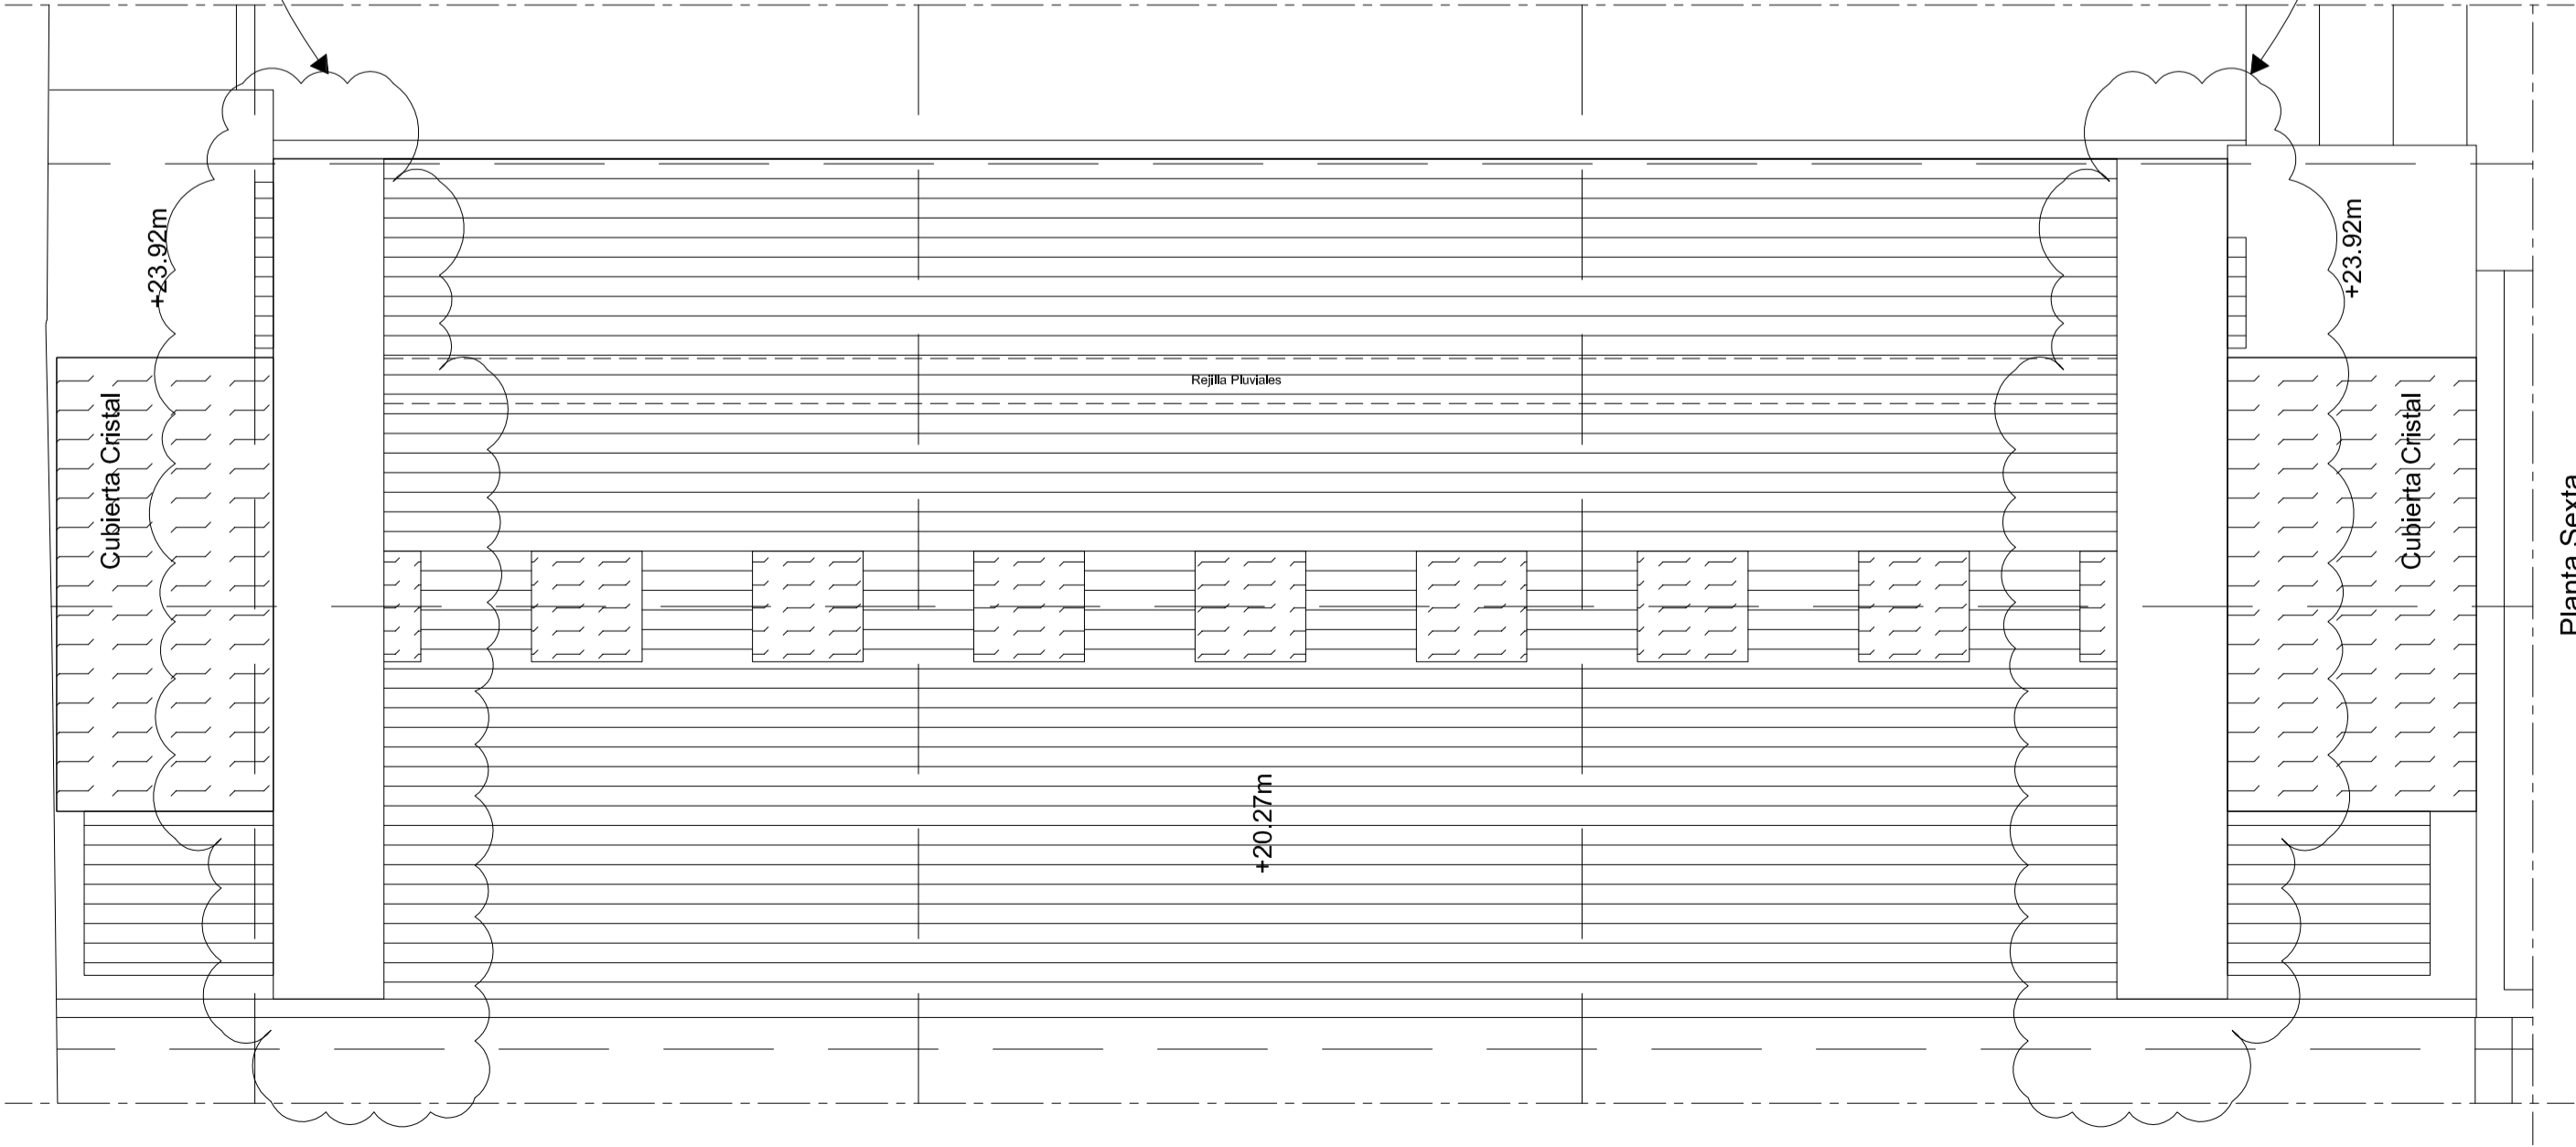 +23.92m
+23.92m
Rejilla Pluviales
Cubierta Cristal
Cubierta Cristal
Planta Sexta
+20.27m